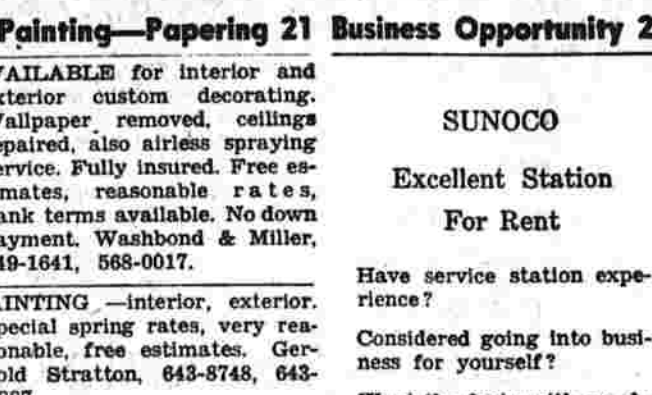 Painting—Papering 21
VAILABLE for interior and
xterior custom decorating.
Wallpaper removed, ceilings
epaired, also airless spraying
ervice. Fully insured. Free es-
mates, reasonable rates,
ank terms available. No down
ayment. Washbond & Miller,
49-1641, 568-0017.
AINTING —interior, exterior.
pecial spring rates, very rea-
onable, free estimates. Ger-
old Stratton, 643-8748, 643-
Business Opportunity 2
SUNOCO
Excellent Station
For Rent
Have service station expe-
rience?
Considered going into busi-
ness for yourself?